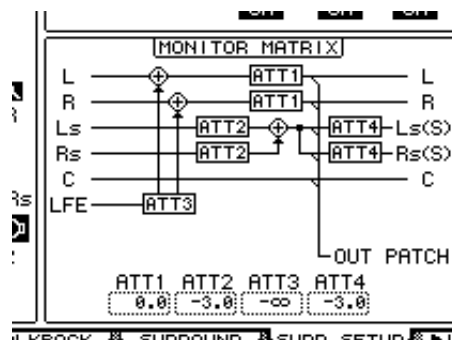 MONITOR MATRIX
L ATT1 L
R ATT1 R
Ls ATT2 ATT4 Ls(S)
Rs ATT2 ATT4 Rs(S)
C C
Rs
LFE ATT3
OUT PATCH
ATT1 ATT2 ATT3 ATT4
0.0 -3.0 -∞ -3.0
SURROUND SURR SETUP